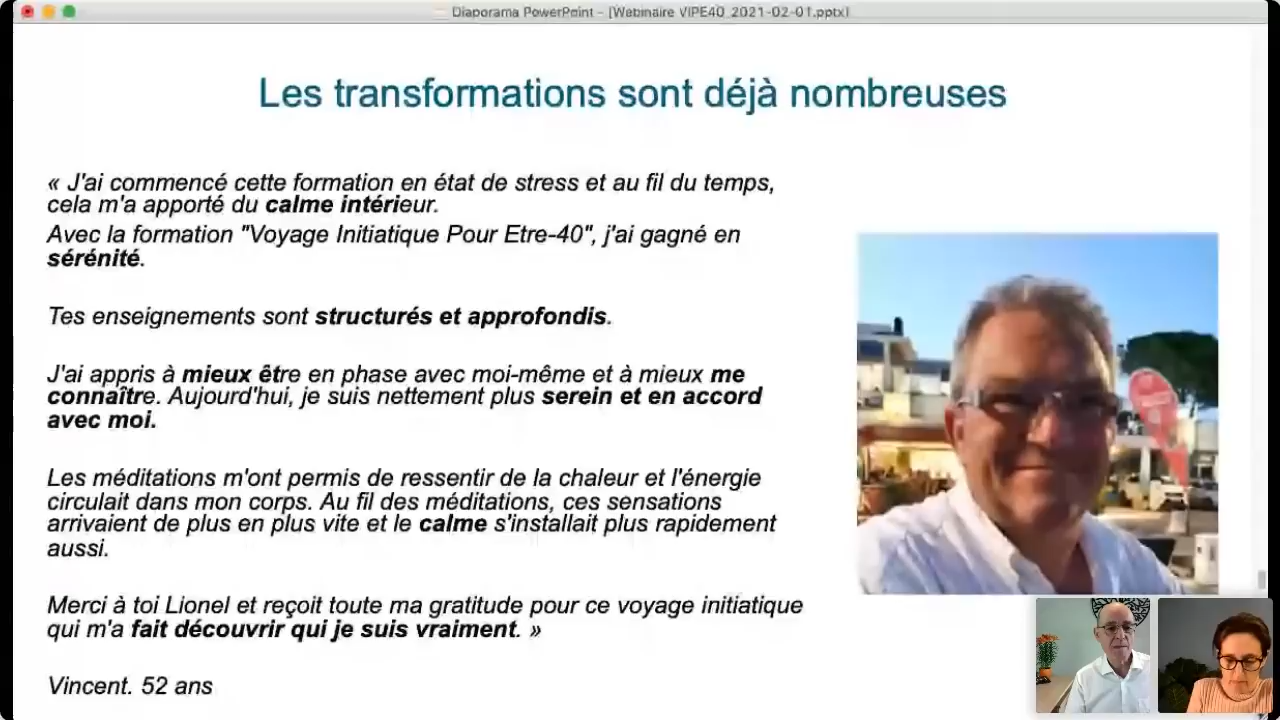 Diaporama PowerPoint - [Webinaire VIPE40_2021-02-01.pptx]
Les transformations sont déjà nombreuses
« J'ai commencé cette formation en état de stress et au fil du temps,
cela m'a apporté du calme intérieur.
Avec la formation "Voyage Initiatique Pour Etre-40", j'ai gagné en
sérénité.
Tes enseignements sont structurés et approfondis.
J'ai appris à mieux être en phase avec moi-même et à mieux me
connaître. Aujourd'hui, je suis nettement plus serein et en accord
avec moi.
Les méditations m'ont permis de ressentir de la chaleur et l'énergie
circulait dans mon corps. Au fil des méditations, ces sensations
arrivaient de plus en plus vite et le calme s'installait plus rapidement
aussi.
Merci à toi Lionel et reçoit toute ma gratitude pour ce voyage initiatique
qui m'a fait découvrir qui je suis vraiment. »
Vincent. 52 ans